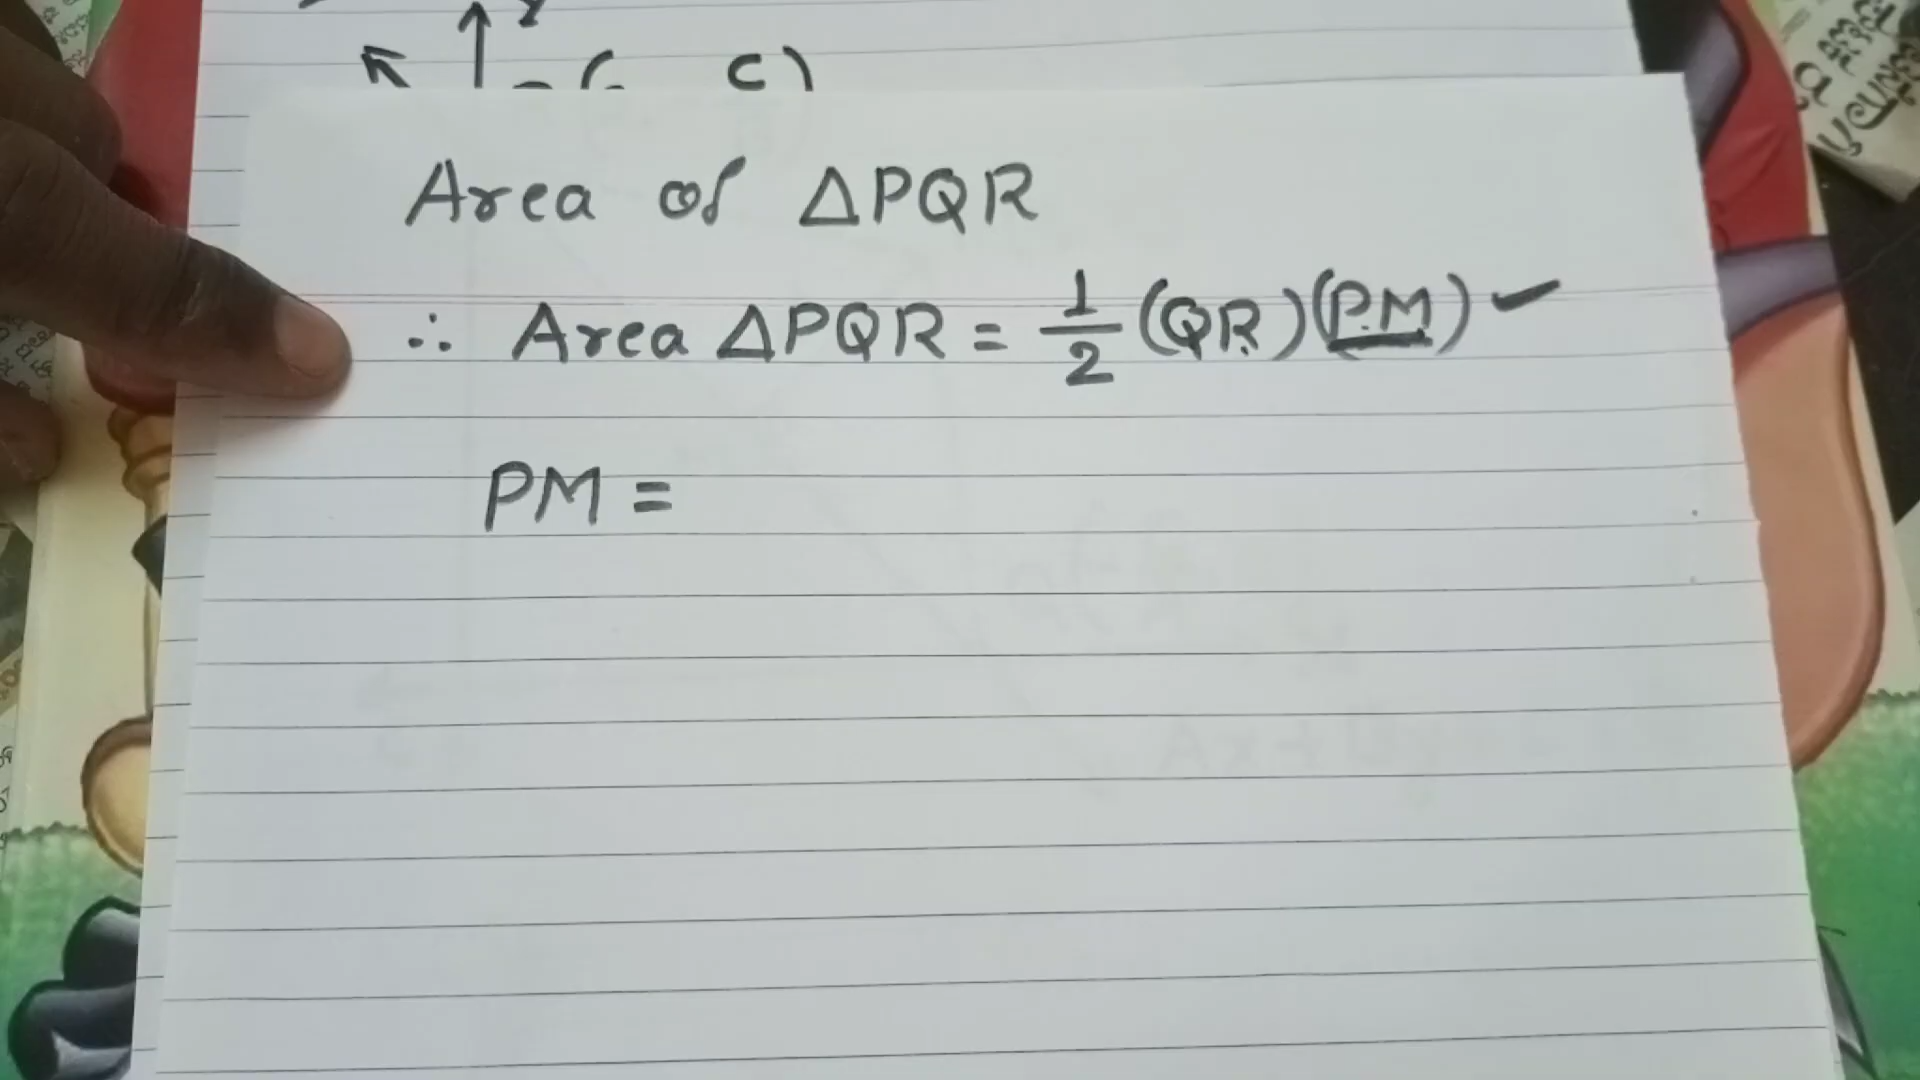 C)
Area of ΔPQR
∴ Area ΔPQR = 1/2 (QR)(PM) ✓
PM =